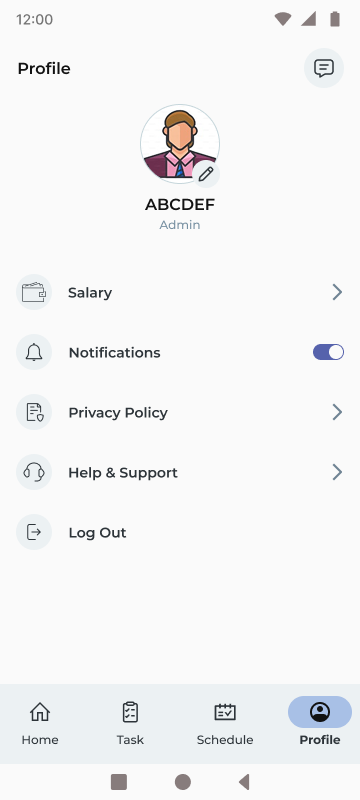 12:00
Profile
ABCDEF
Admin
Salary
Notifications
Privacy Policy
Help & Support
Log Out
Home Task Schedule Profile